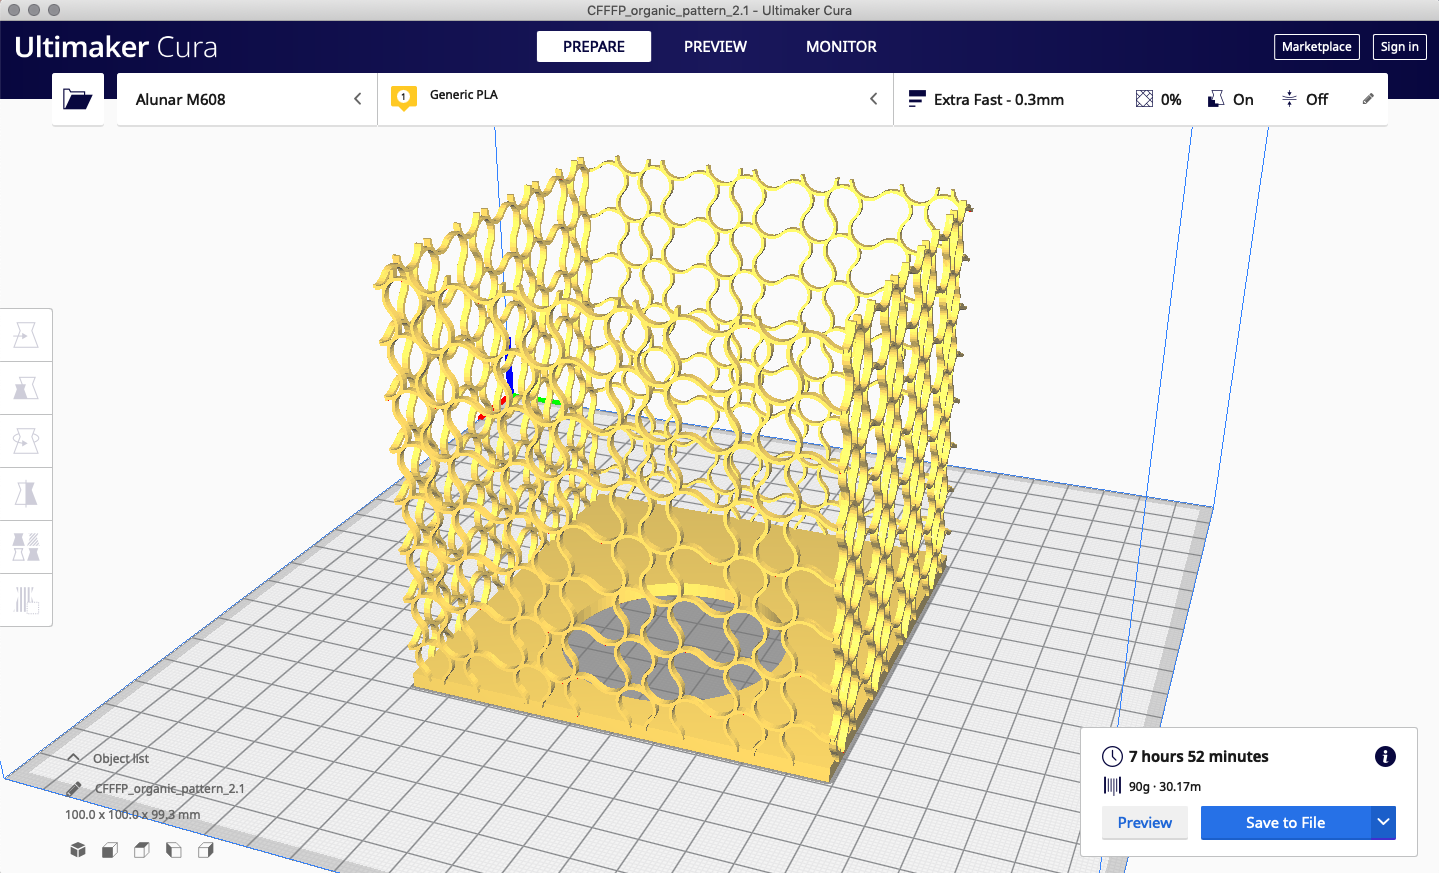 CFFFP_organic_pattern_2.1 - Ultimaker Cura
Ultimaker Cura
PREPARE
PREVIEW
MONITOR
Marketplace
Sign in
Alunar M608
1
Generic PLA
Extra Fast - 0.3mm
0%
On
Off
Object list
CFFFP_organic_pattern_2.1
100.0 x 100.0 x 99.3 mm
7 hours 52 minutes
90g · 30.17m
Preview
Save to File